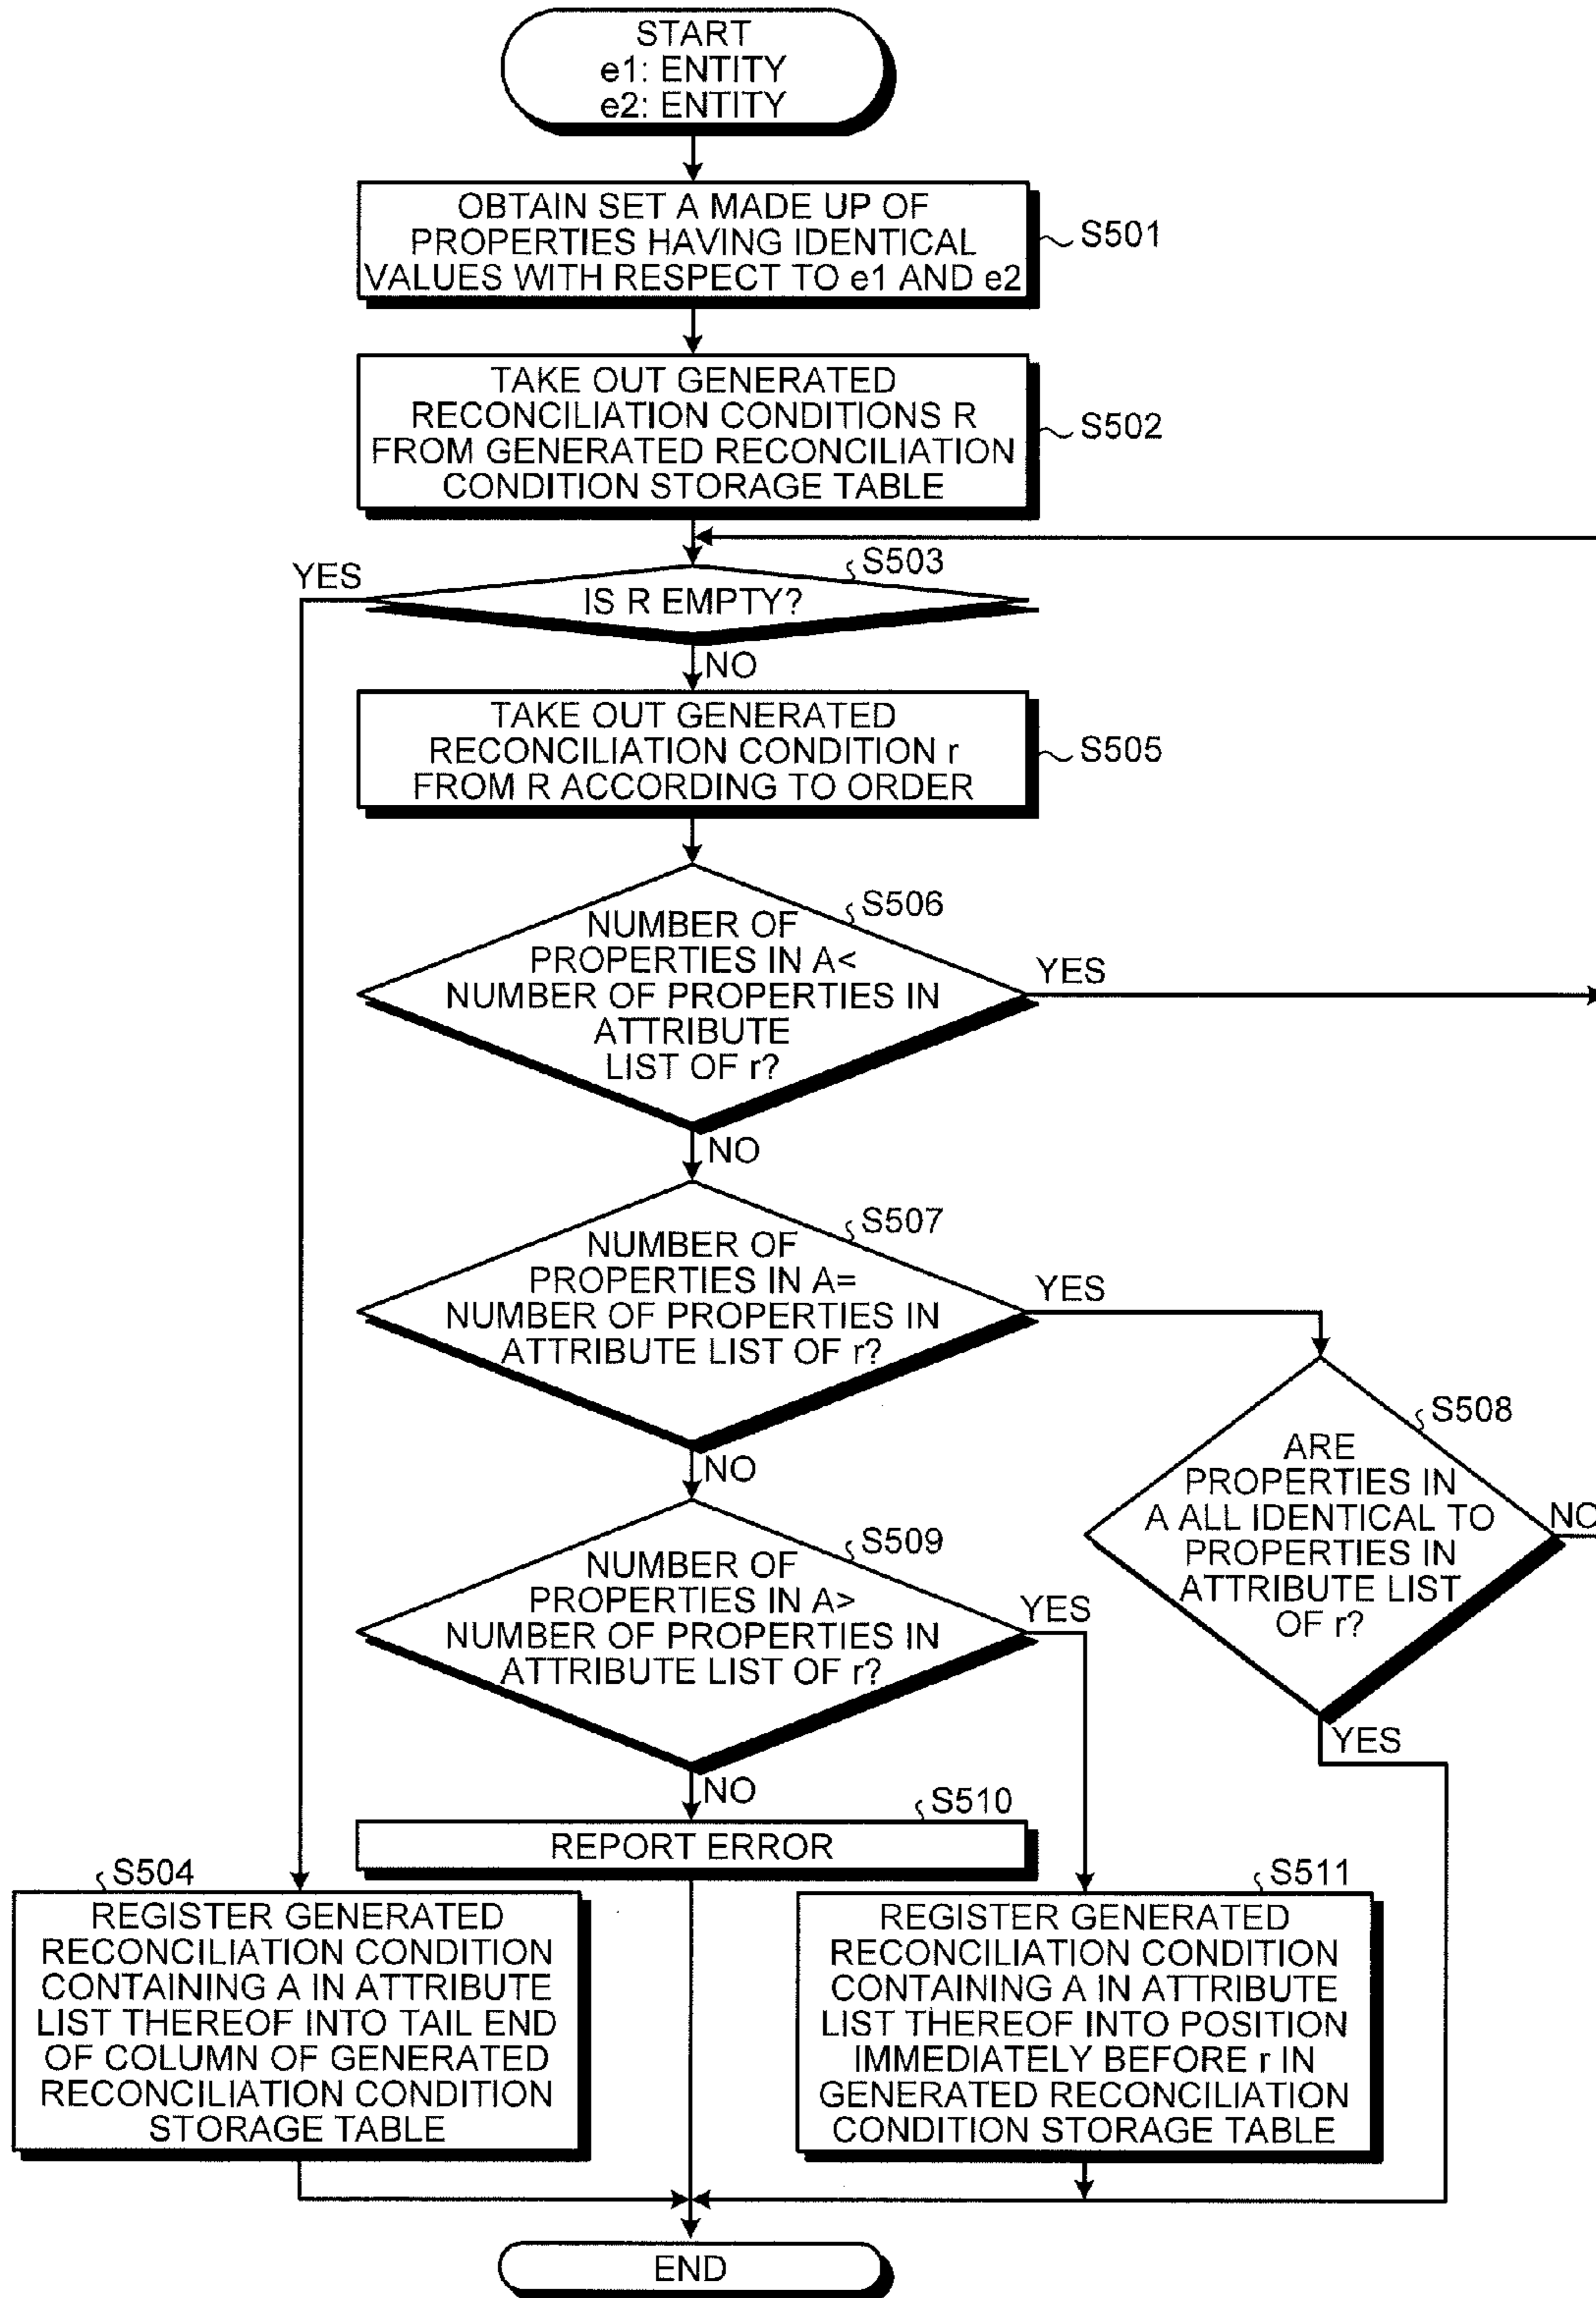 START
e1: ENTITY
e2: ENTITY
OBTAIN SET A MADE UP OF
PROPERTIES HAVING IDENTICAL
VALUES WITH RESPECT TO e1 AND e2
S501
TAKE OUT GENERATED
RECONCILIATION CONDITIONS R
FROM GENERATED RECONCILIATION
CONDITION STORAGE TABLE
S502
S503
YES
IS R EMPTY?
NO
TAKE OUT GENERATED
RECONCILIATION CONDITION r
FROM R ACCORDING TO ORDER
S505
S506
NUMBER OF
PROPERTIES IN A<
NUMBER OF PROPERTIES IN
ATTRIBUTE
LIST OF r?
YES
NO
S507
NUMBER OF
PROPERTIES IN A=
NUMBER OF PROPERTIES IN
ATTRIBUTE LIST OF r?
YES
NO
S508
ARE
PROPERTIES IN
A ALL IDENTICAL TO
PROPERTIES IN
ATTRIBUTE LIST
OF r?
NO
YES
S509
NUMBER OF
PROPERTIES IN A>
NUMBER OF PROPERTIES IN
ATTRIBUTE LIST OF r?
YES
NO
S510
REPORT ERROR
S504
REGISTER GENERATED
RECONCILIATION CONDITION
CONTAINING A IN ATTRIBUTE
LIST THEREOF INTO TAIL END
OF COLUMN OF GENERATED
RECONCILIATION CONDITION
STORAGE TABLE
S511
REGISTER GENERATED
RECONCILIATION CONDITION
CONTAINING A IN ATTRIBUTE
LIST THEREOF INTO POSITION
IMMEDIATELY BEFORE r IN
GENERATED RECONCILIATION
CONDITION STORAGE TABLE
END